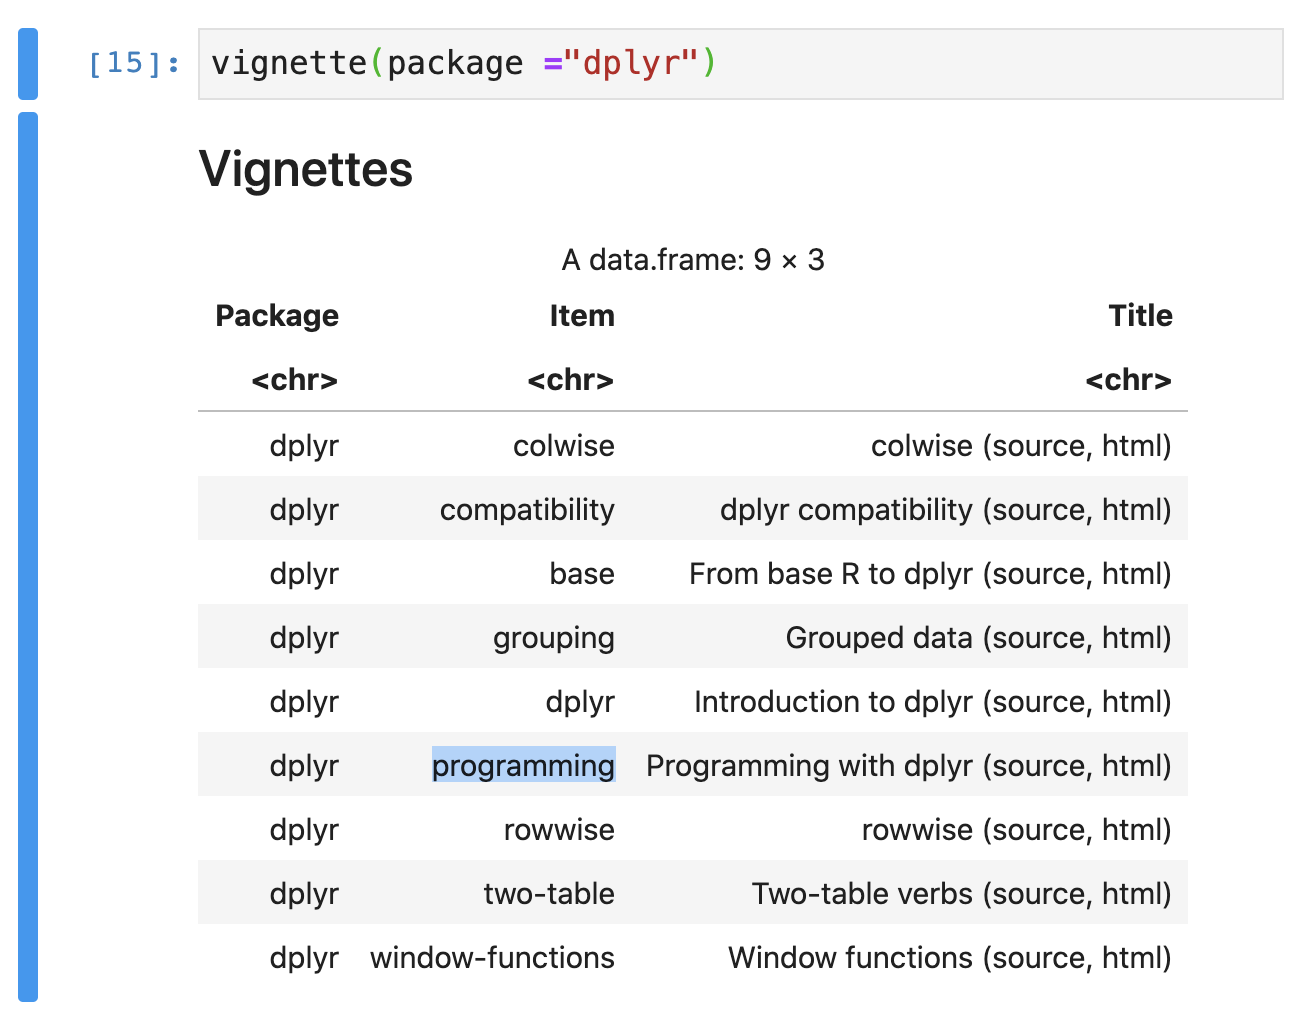 [15]: vignette(package ="dplyr")
Vignettes
A data.frame: 9 × 3
Package Item Title
<chr> <chr> <chr>
dplyr colwise colwise (source, html)
dplyr compatibility dplyr compatibility (source, html)
dplyr base From base R to dplyr (source, html)
dplyr grouping Grouped data (source, html)
dplyr dplyr Introduction to dplyr (source, html)
dplyr programming Programming with dplyr (source, html)
dplyr rowwise rowwise (source, html)
dplyr two-table Two-table verbs (source, html)
dplyr window-functions Window functions (source, html)